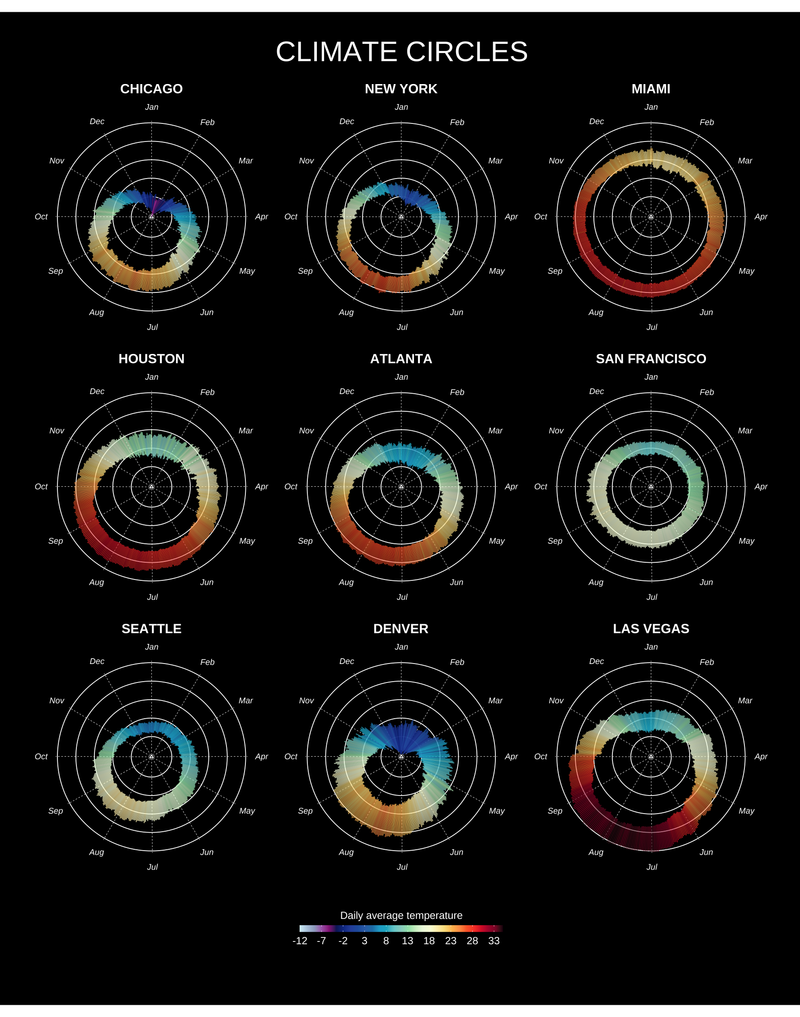 CLIMATE CIRCLES
CHICAGO
Jan
Feb
Mar
Apr
May
Jun
Jul
Aug
Sep
Oct
Nov
Dec
NEW YORK
Jan
Feb
Mar
Apr
May
Jun
Jul
Aug
Sep
Oct
Nov
Dec
MIAMI
Jan
Feb
Mar
Apr
May
Jun
Jul
Aug
Sep
Oct
Nov
Dec
HOUSTON
Jan
Feb
Mar
Apr
May
Jun
Jul
Aug
Sep
Oct
Nov
Dec
ATLANTA
Jan
Feb
Mar
Apr
May
Jun
Jul
Aug
Sep
Oct
Nov
Dec
SAN FRANCISCO
Jan
Feb
Mar
Apr
May
Jun
Jul
Aug
Sep
Oct
Nov
Dec
SEATTLE
Jan
Feb
Mar
Apr
May
Jun
Jul
Aug
Sep
Oct
Nov
Dec
DENVER
Jan
Feb
Mar
Apr
May
Jun
Jul
Aug
Sep
Oct
Nov
Dec
LAS VEGAS
Jan
Feb
Mar
Apr
May
Jun
Jul
Aug
Sep
Oct
Nov
Dec
Daily average temperature
-12 -7 -2 3 8 13 18 23 28 33